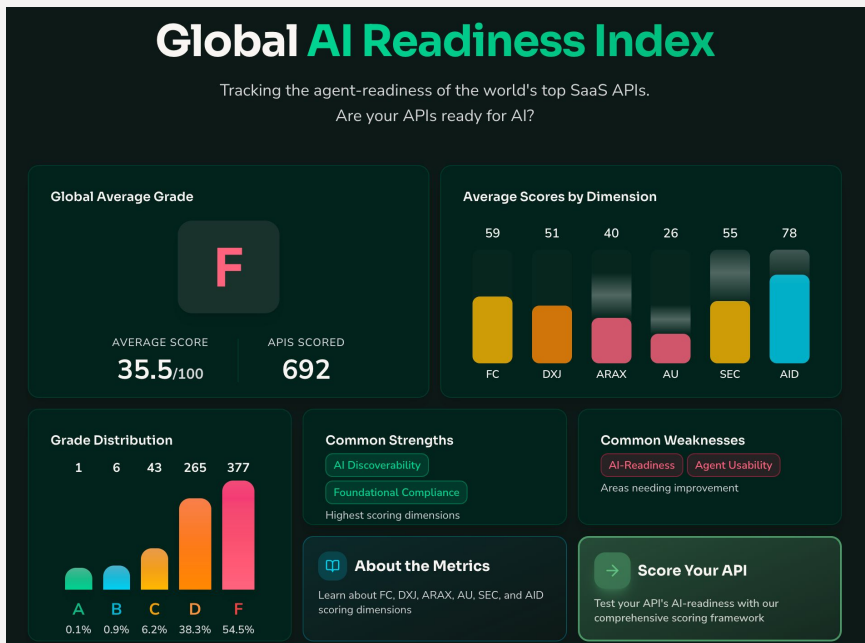 Global AI Readiness Index
Tracking the agent-readiness of the world's top SaaS APIs.
Are your APIs ready for AI?
Global Average Grade
F
AVERAGE SCORE
35.5/100
APIS SCORED
692
Average Scores by Dimension
59 51 40 26 55 78
FC DXJ ARAX AU SEC AID
Grade Distribution
1 6 43 265 377
A B C D F
0.1% 0.9% 6.2% 38.3% 54.5%
Common Strengths
AI Discoverability
Foundational Compliance
Highest scoring dimensions
Common Weaknesses
AI-Readiness Agent Usability
Areas needing improvement
About the Metrics
Learn about FC, DXJ, ARAX, AU, SEC, and AID
scoring dimensions
Score Your API
Test your API's AI-readiness with our
comprehensive scoring framework